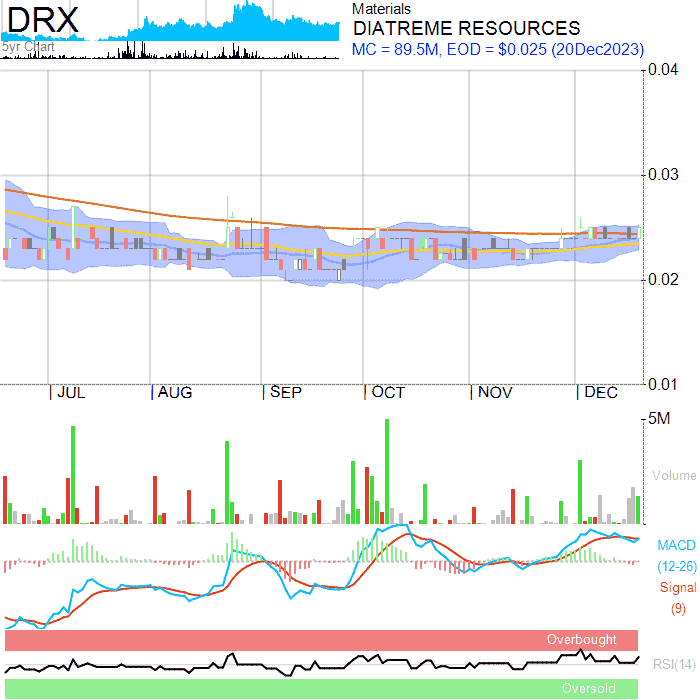 DRX
5yr Chart
Materials
DIATREME RESOURCES
MC = 89.5M, EOD = $0.025 (20Dec2023)
0.04
0.03
0.02
0.01
JUL
AUG
SEP
OCT
NOV
DEC
5M
Volume
MACD
(12-26)
Signal
(9)
Overbought
RSI(14)
Oversold